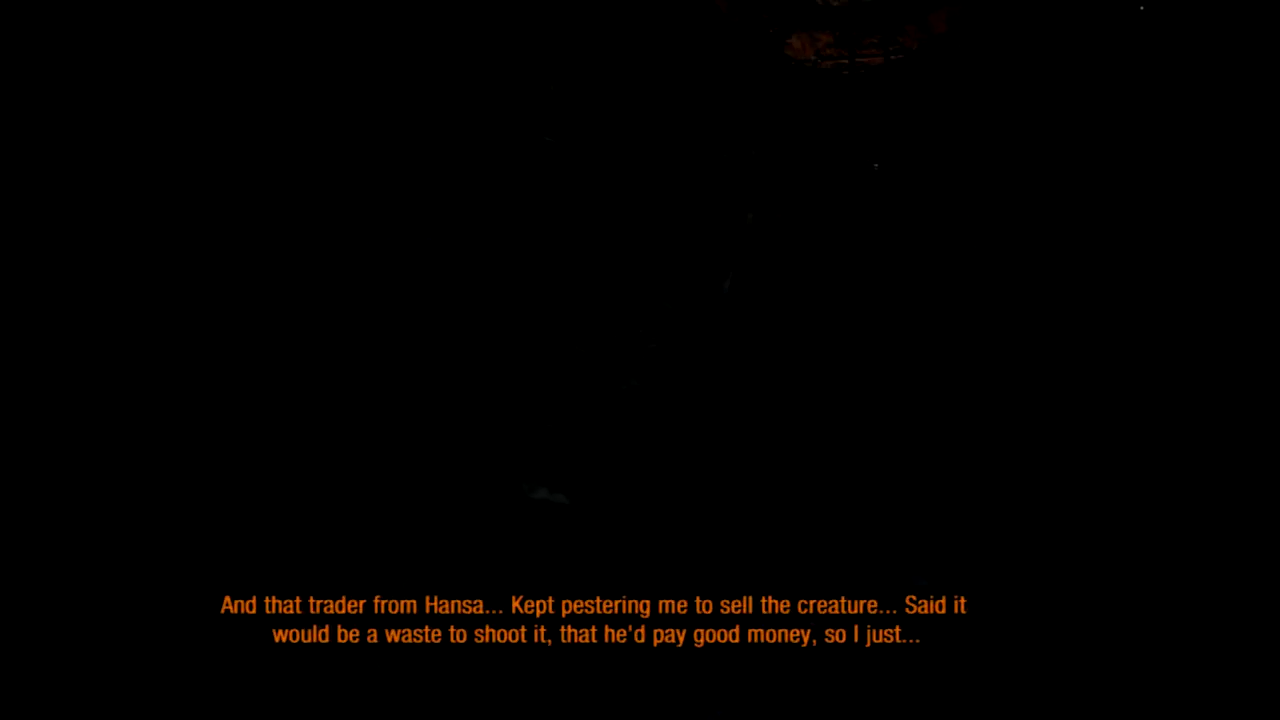 And that trader from Hansa... Kept pestering me to sell the creature... Said it
would be a waste to shoot it, that he'd pay good money, so I just...